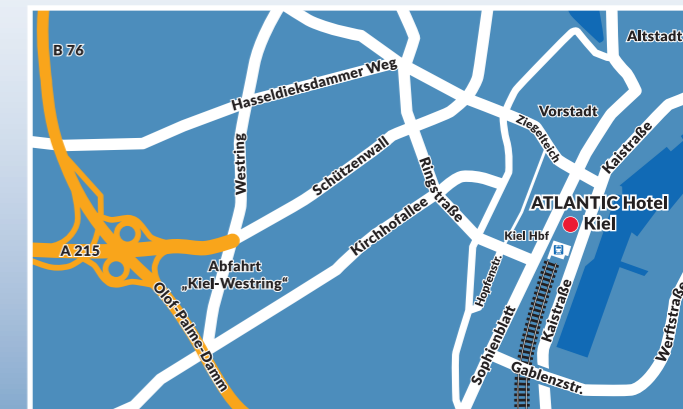 Altstadt
B 76
Hasseldieksdammer Weg
Vorstadt
Ziegelteich
Kaistraße
Westring
Schützenwall
Ringstraße
ATLANTIC Hotel
Kiel
Kirchhofallee
Kiel Hbf
A 215
Abfahrt
„Kiel-Westring“
Hopfenstr.
Olof-Palme-Damm
Kaistraße
Werftstraße
Sophienblatt
Gablenzstr.